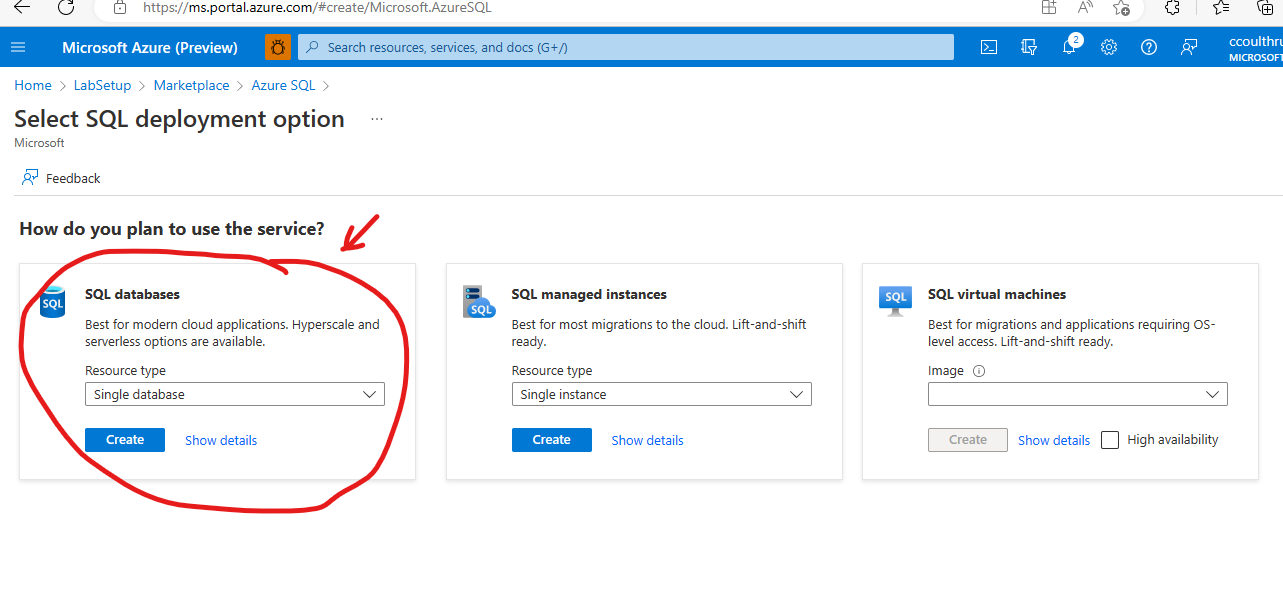 https://ms.portal.azure.com/#create/Microsoft.AzureSQL
Microsoft Azure (Preview)
Search resources, services, and docs (G+/)
2
MICROSOFT
Home > LabSetup > Marketplace > Azure SQL >
Select SQL deployment option ...
Microsoft
Feedback
How do you plan to use the service?
SQL
SQL databases
Best for modern cloud applications. Hyperscale and
serverless options are available.
Resource type
Single database
Create
Show details
SQL
SQL managed instances
Best for most migrations to the cloud. Lift-and-shift
ready.
Resource type
Single instance
Create
Show details
SQL
SQL virtual machines
Best for migrations and applications requiring OS-
level access. Lift-and-shift ready.
Image
Create
Show details
High availability